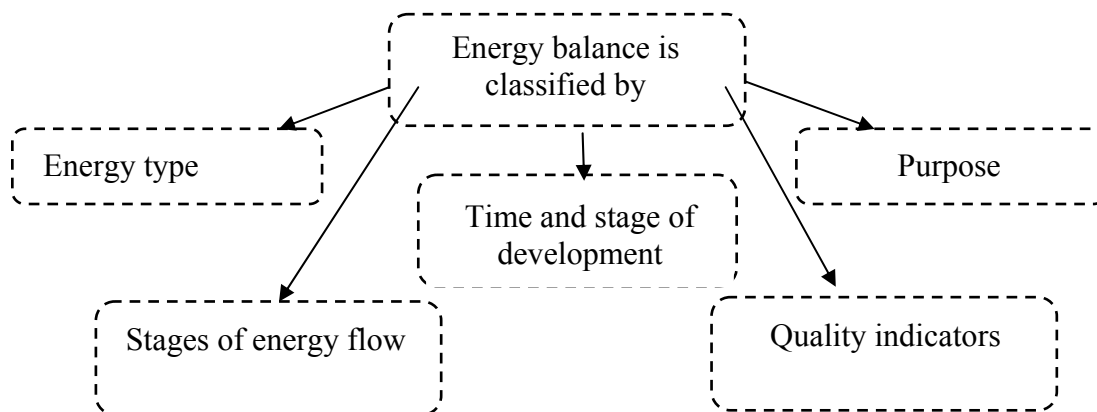 Energy balance is
classified by
Energy type
Purpose
Time and stage of
development
Stages of energy flow
Quality indicators